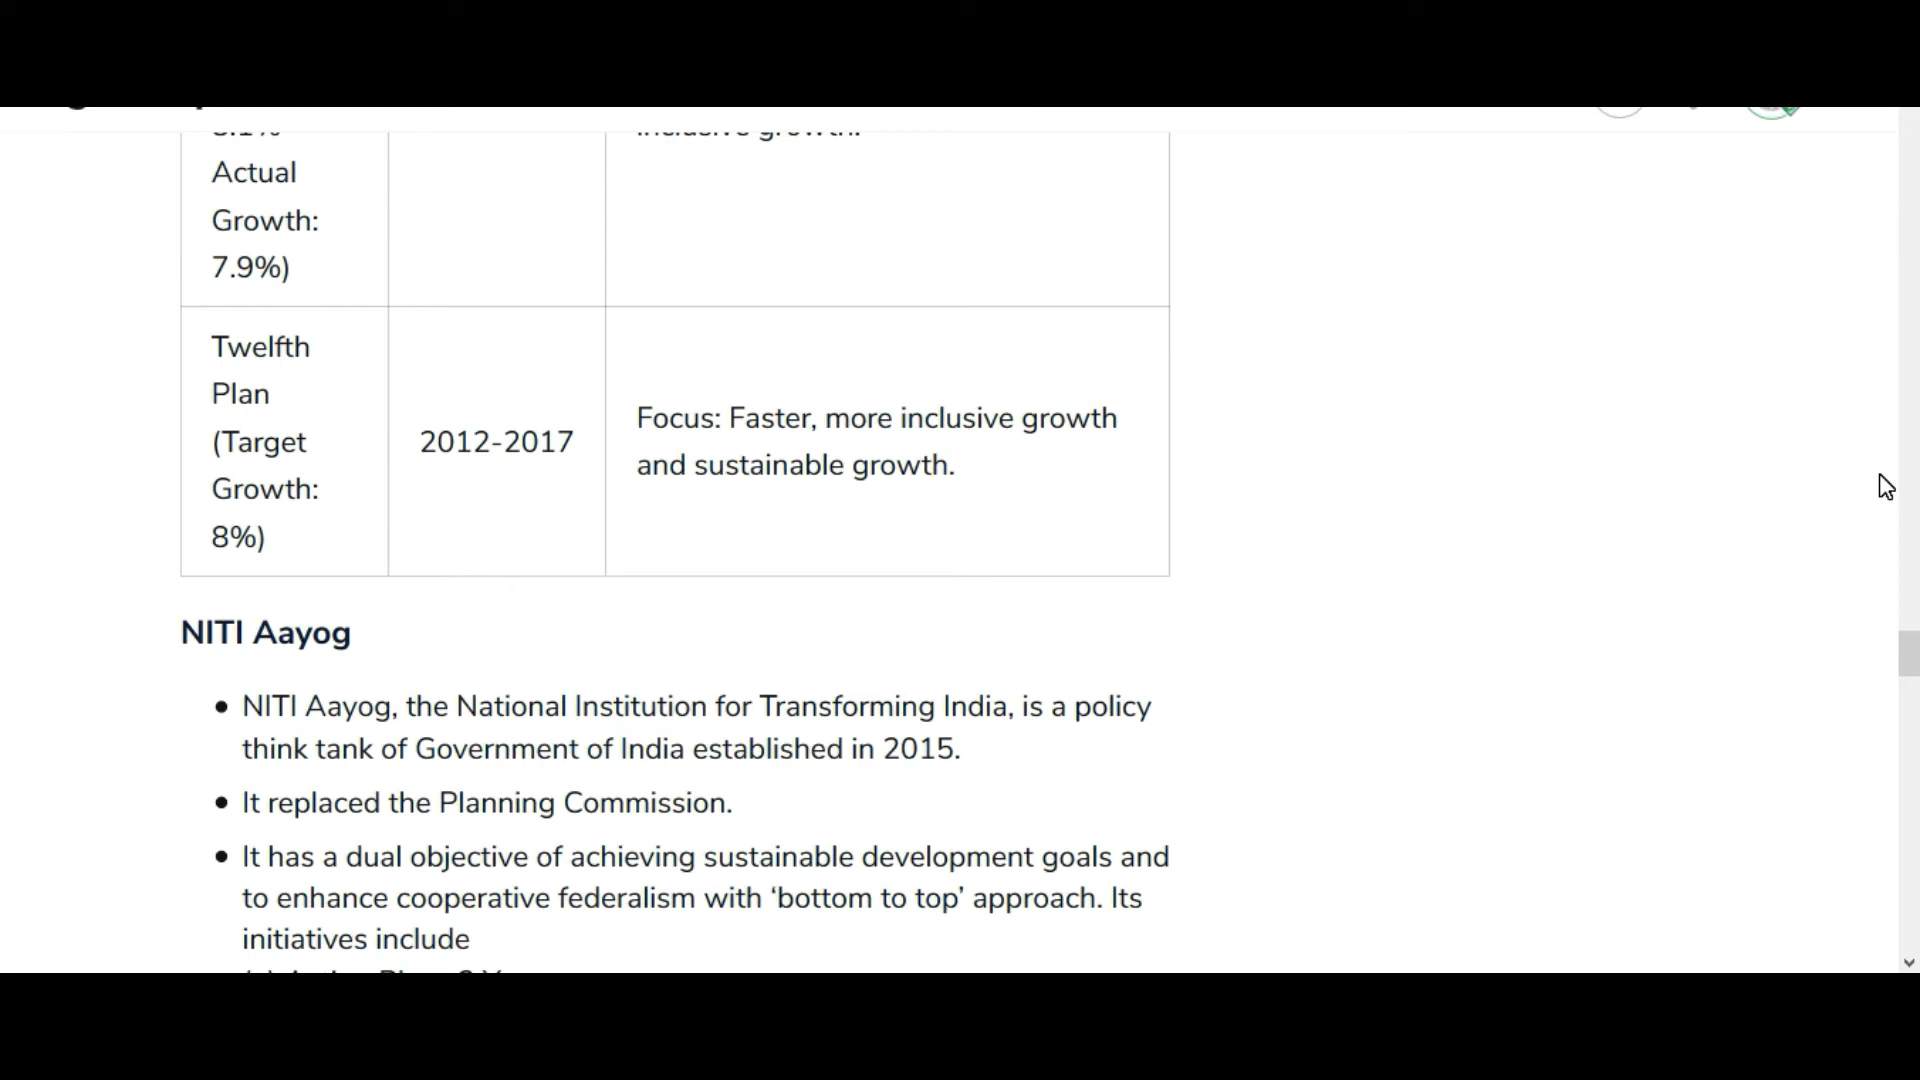 inclusive growth.
Actual
Growth:
7.9%)
Twelfth
Plan
(Target
Growth:
8%)
2012-2017
Focus: Faster, more inclusive growth
and sustainable growth.
NITI Aayog
• NITI Aayog, the National Institution for Transforming India, is a policy
think tank of Government of India established in 2015.
• It replaced the Planning Commission.
• It has a dual objective of achieving sustainable development goals and
to enhance cooperative federalism with ‘bottom to top’ approach. Its
initiatives include